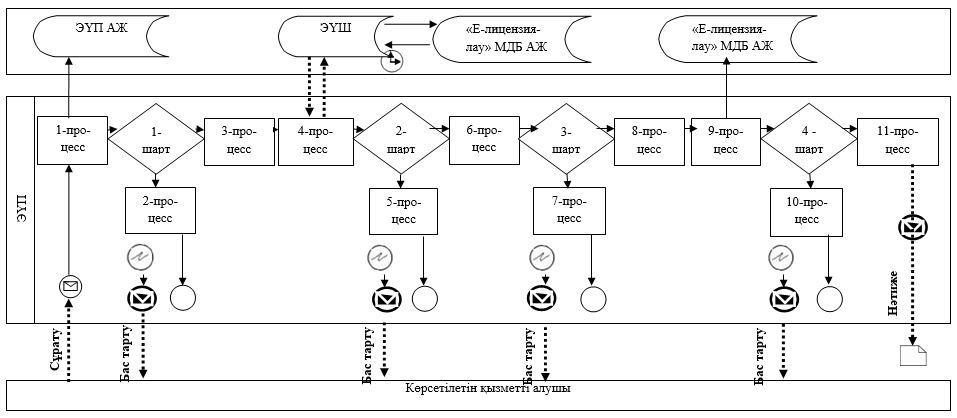 ЭҮП АЖ
ЭҮШ
«Е-лицензия-
лау» МДБ АЖ
«Е-лицензия-
лау» МДБ АЖ
ЭҮП
1-про-
цесс
1-
шарт
3-про-
цесс
4-про-
цесс
2-
шарт
6-про-
цесс
3-
шарт
8-про-
цесс
9-про-
цесс
4 -
шарт
11-про-
цесс
2-про-
цесс
5-про-
цесс
7-про-
цесс
10-про-
цесс
Сұрату
Бас тарту
Бас тарту
Бас тарту
Бас тарту
Нәтиже
Көрсетілетін қызметті алушы